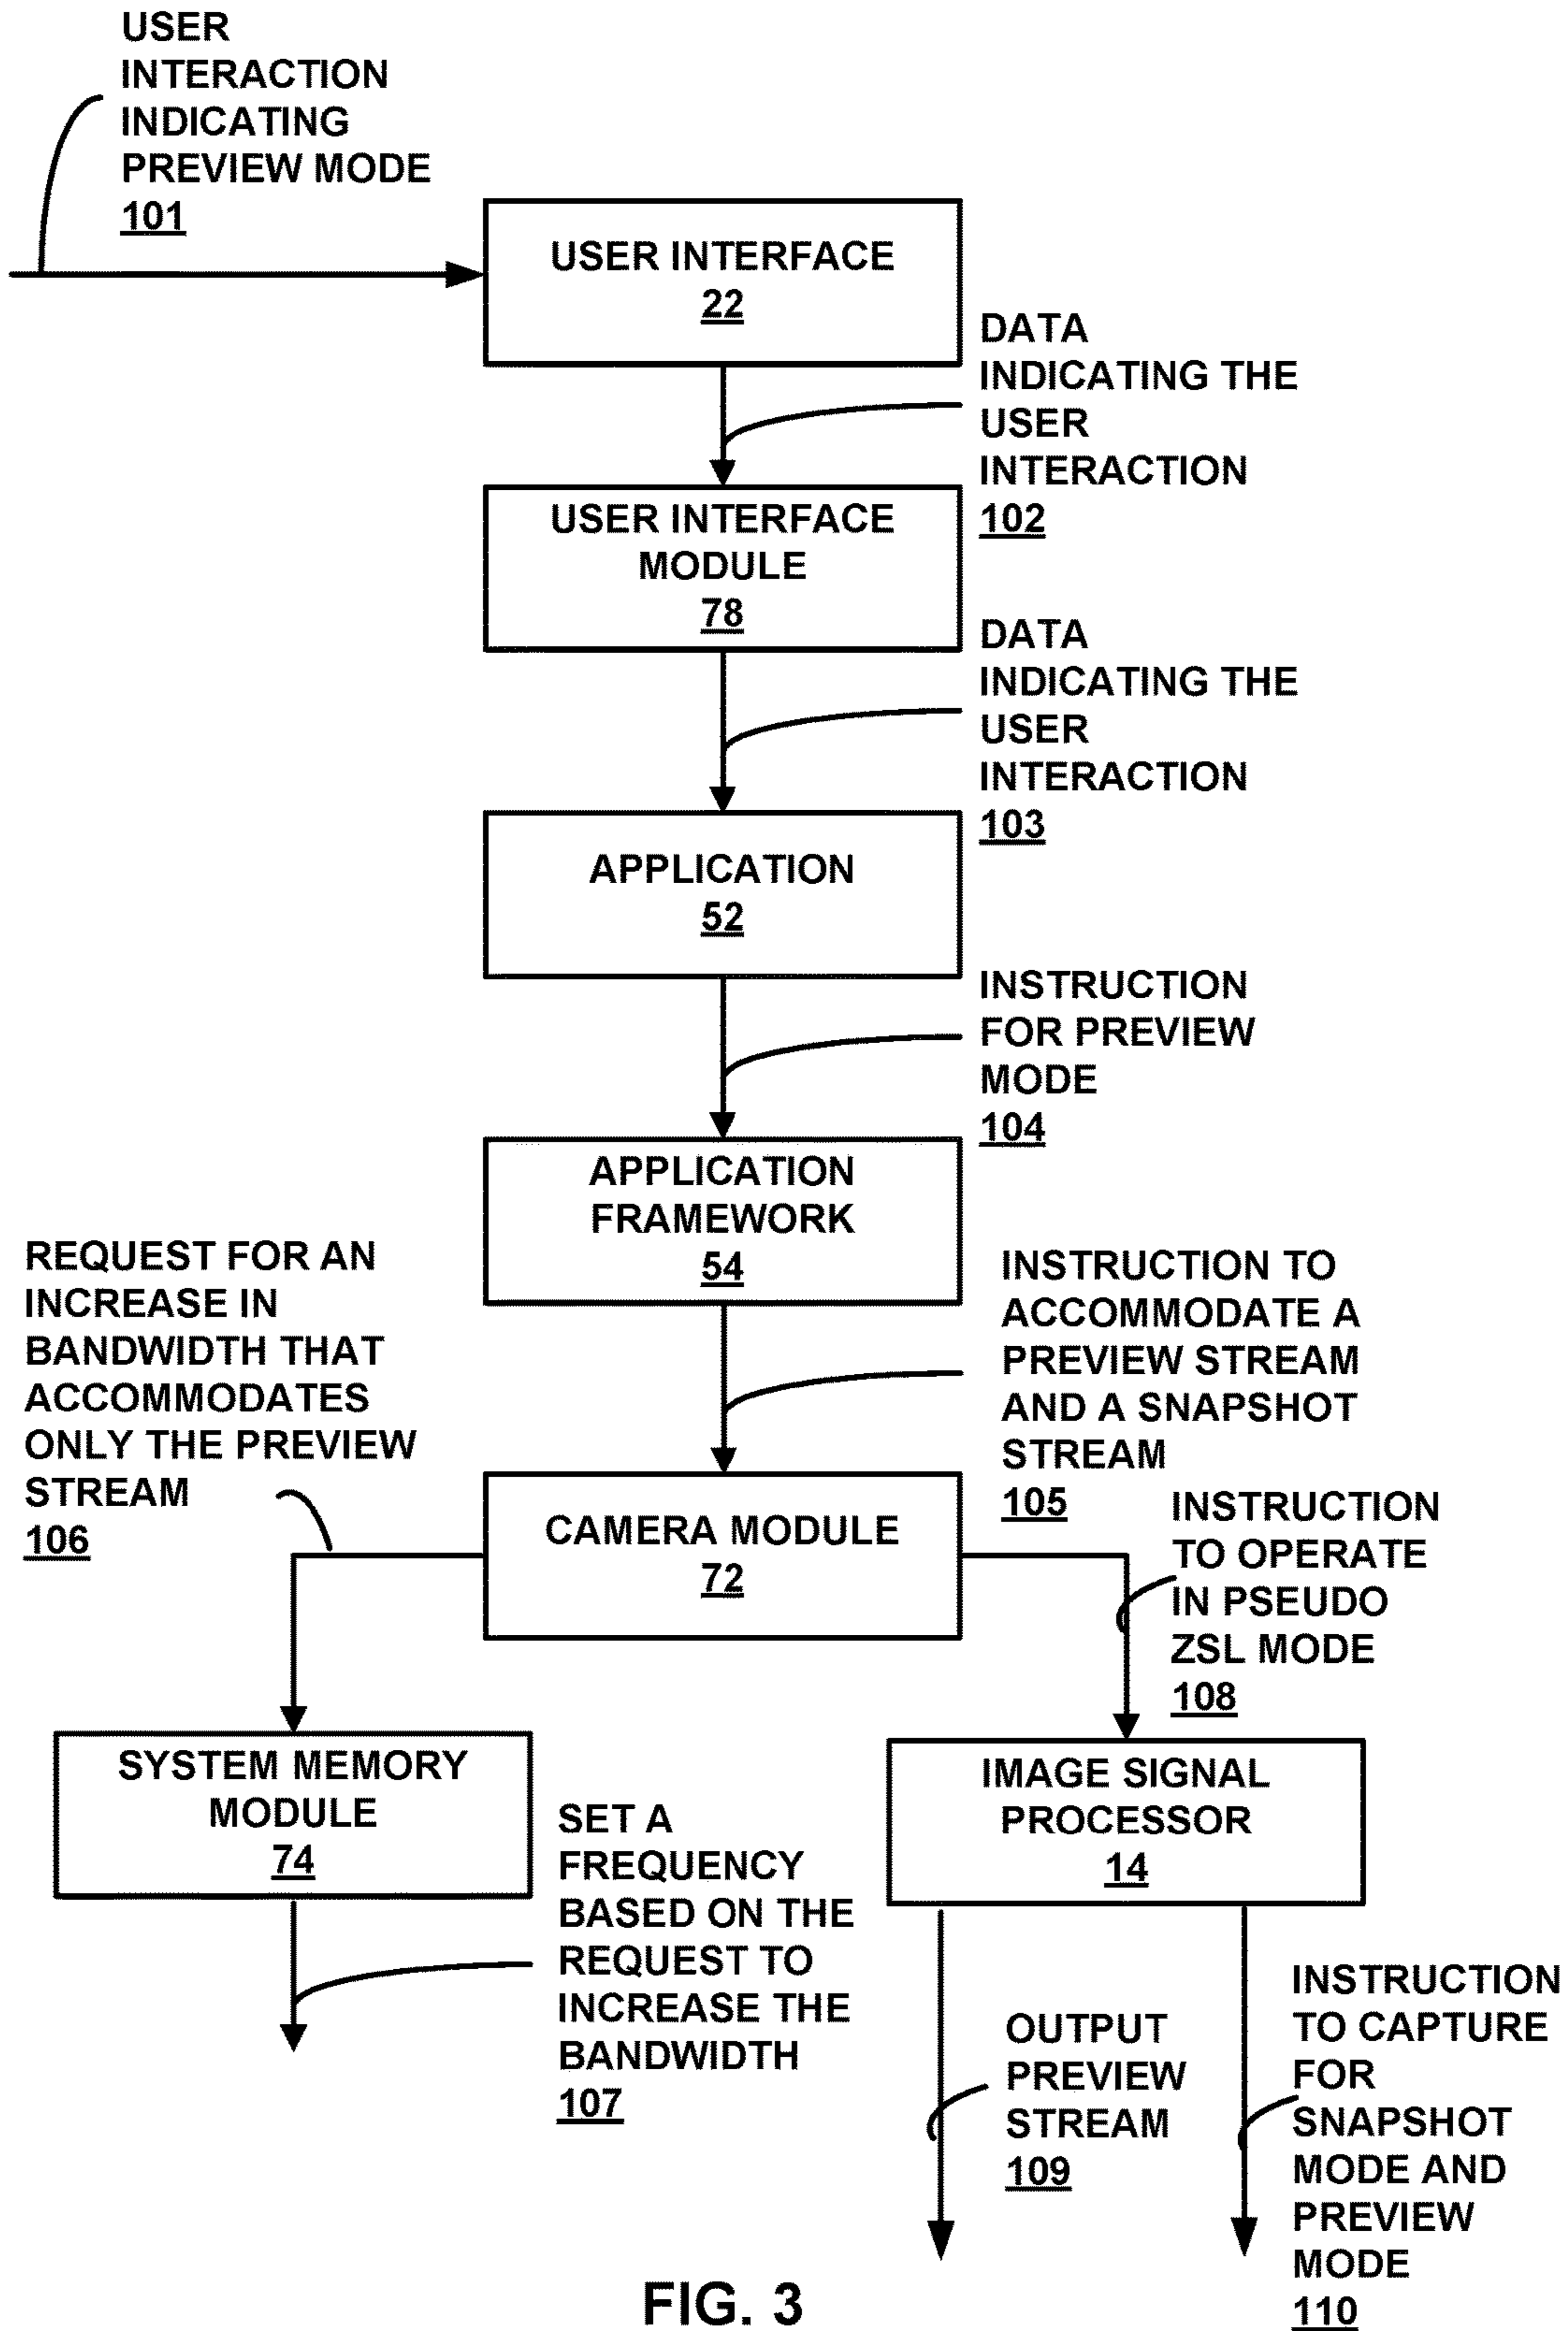 USER
INTERACTION
INDICATING
PREVIEW MODE
101
USER INTERFACE
22
DATA
INDICATING THE
USER
INTERACTION
102
USER INTERFACE
MODULE
78
DATA
INDICATING THE
USER
INTERACTION
103
APPLICATION
52
INSTRUCTION
FOR PREVIEW
MODE
104
APPLICATION
FRAMEWORK
54
REQUEST FOR AN
INCREASE IN
BANDWIDTH THAT
ACCOMMODATES
ONLY THE PREVIEW
STREAM
106
INSTRUCTION TO
ACCOMMODATE A
PREVIEW STREAM
AND A SNAPSHOT
STREAM
105
CAMERA MODULE
72
INSTRUCTION
TO OPERATE
IN PSEUDO
ZSL MODE
108
SYSTEM MEMORY
MODULE
74
SET A
FREQUENCY
BASED ON THE
REQUEST TO
INCREASE THE
BANDWIDTH
107
IMAGE SIGNAL
PROCESSOR
14
OUTPUT
PREVIEW
STREAM
109
INSTRUCTION
TO CAPTURE
FOR
SNAPSHOT
MODE AND
PREVIEW
MODE
110
FIG. 3